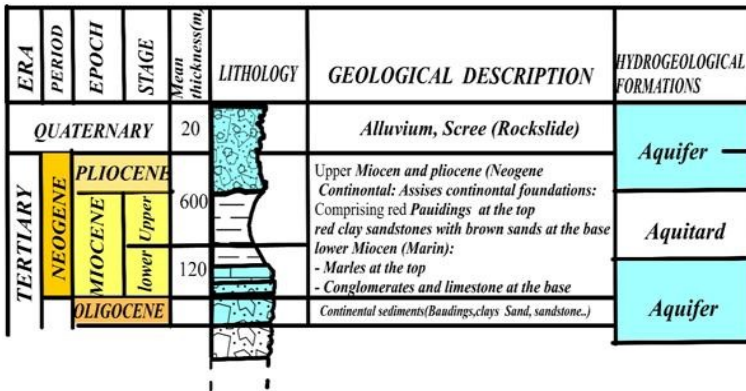 ERA
PERIOD
EPOCH
STAGE
Mean
thickness(m)
LITHOLOGY
GEOLOGICAL DESCRIPTION
HYDROGEOLOGICAL
FORMATIONS
QUATERNARY
20
Alluvium, Scree (Rockslide)
Aquifer
TERTIARY
NEOGENE
PLIOCENE
MIOCENE
Upper
lower
600
120
Upper Miocen and pliocene (Neogene
Continontal: Assises continontal foundations:
Comprising red Pauidings at the top
red clay sandstones with brown sands at the base
lower Miocen (Marin):
- Marles at the top
- Conglomerates and limestone at the base
Aquitard
OLIGOCENE
Continental sediments(Baudings,clays Sand, sandstone..)
Aquifer